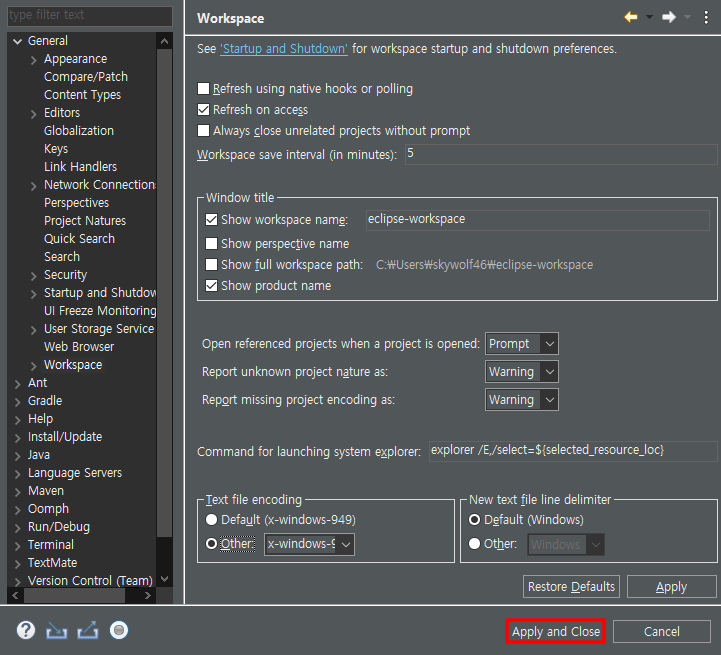 type filter text
General
Appearance
Compare/Patch
Content Types
Editors
Globalization
Keys
Link Handlers
Network Connection
Perspectives
Project Natures
Quick Search
Search
Security
Startup and Shutdow
UI Freeze Monitoring
User Storage Service
Web Browser
Workspace
Ant
Gradle
Help
Install/Update
Java
Language Servers
Maven
Oomph
Run/Debug
Terminal
TextMate
Version Control (Team)
Workspace
See 'Startup and Shutdown' for workspace startup and shutdown preferences.
Refresh using native hooks or polling
Refresh on access
Always close unrelated projects without prompt
Workspace save interval (in minutes): 5
Window title
Show workspace name: eclipse-workspace
Show perspective name
Show full workspace path: C:₩Users₩skywolf46₩eclipse-workspace
Show product name
Open referenced projects when a project is opened: Prompt
Report unknown project nature as: Warning
Report missing project encoding as: Warning
Command for launching system explorer: explorer /E,/select=${selected_resource_loc}
Text file encoding
Default (x-windows-949)
Other: x-windows-9
New text file line delimiter
Default (Windows)
Other: Windows
Restore Defaults Apply
? Apply and Close Cancel